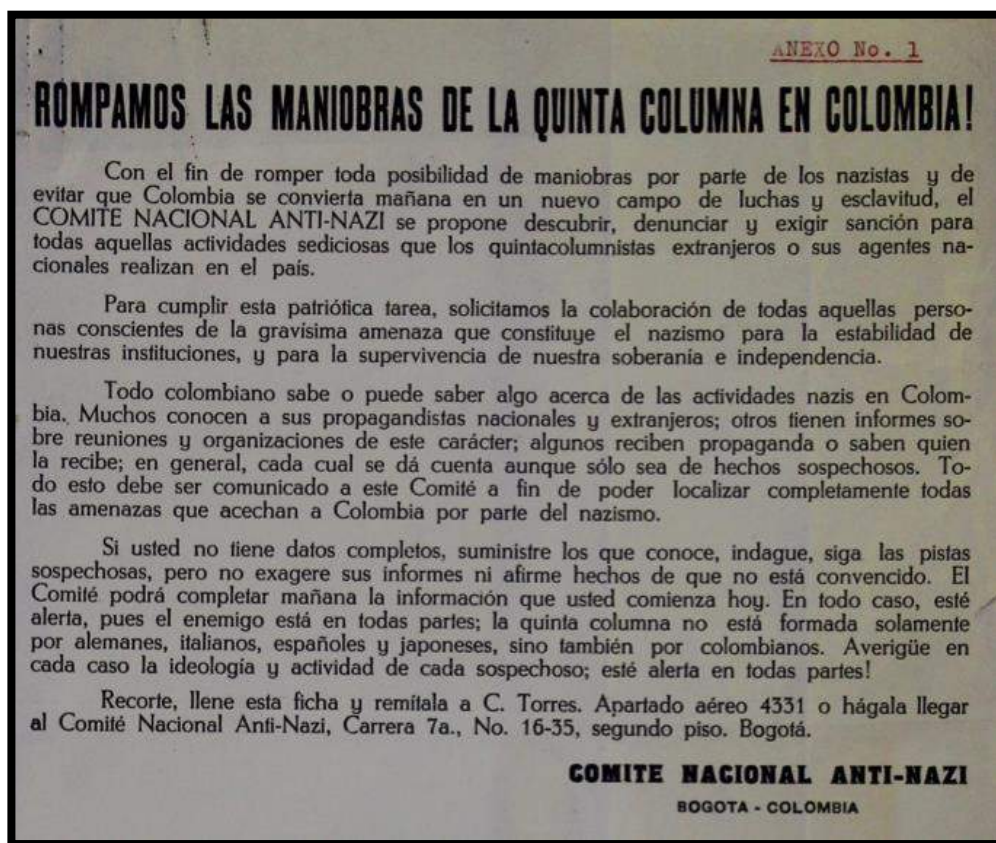 ANEXO No. 1
ROMPAMOS LAS MANIOBRAS DE LA QUINTA COLUMNA EN COLOMBIA!
Con el fin de romper toda posibilidad de maniobras por parte de los nazistas y de
evitar que Colombia se convierta mañana en un nuevo campo de luchas y esclavitud, el
COMITE NACIONAL ANTI-NAZI se propone descubrir, denunciar y exigir sanción para
todas aquellas actividades sediciosas que los quintacolumnistas extranjeros o sus agentes na-
cionales realizan en el país.
Para cumplir esta patriótica tarea, solicitamos la colaboración de todas aquellas perso-
nas conscientes de la gravísima amenaza que constituye el nazismo para la estabilidad de
nuestras instituciones, y para la supervivencia de nuestra soberanía e independencia.
Todo colombiano sabe o puede saber algo acerca de las actividades nazis en Colom-
bia. Muchos conocen a sus propagandistas nacionales y extranjeros; otros tienen informes so-
bre reuniones y organizaciones de este carácter; algunos reciben propaganda o saben quien
la recibe; en general, cada cual se dá cuenta aunque sólo sea de hechos sospechosos. To-
do esto debe ser comunicado a este Comité a fin de poder localizar completamente todas
las amenazas que acechan a Colombia por parte del nazismo.
Si usted no tiene datos completos, suministre los que conoce, indague, siga las pistas
sospechosas, pero no exagere sus informes ni afirme hechos de que no está convencido. El
Comité podrá completar mañana la información que usted comienza hoy. En todo caso, esté
alerta, pues el enemigo está en todas partes; la quinta columna no está formada solamente
por alemanes, italianos, españoles y japoneses, sino también por colombianos. Averigüe en
cada caso la ideología y actividad de cada sospechoso; esté alerta en todas partes!
Recorte, llene esta ficha y remítala a C. Torres. Apartado aéreo 4331 o hágala llegar
al Comité Nacional Anti-Nazi, Carrera 7a., No. 16-35, segundo piso. Bogotá.
COMITE NACIONAL ANTI-NAZI
BOGOTA - COLOMBIA